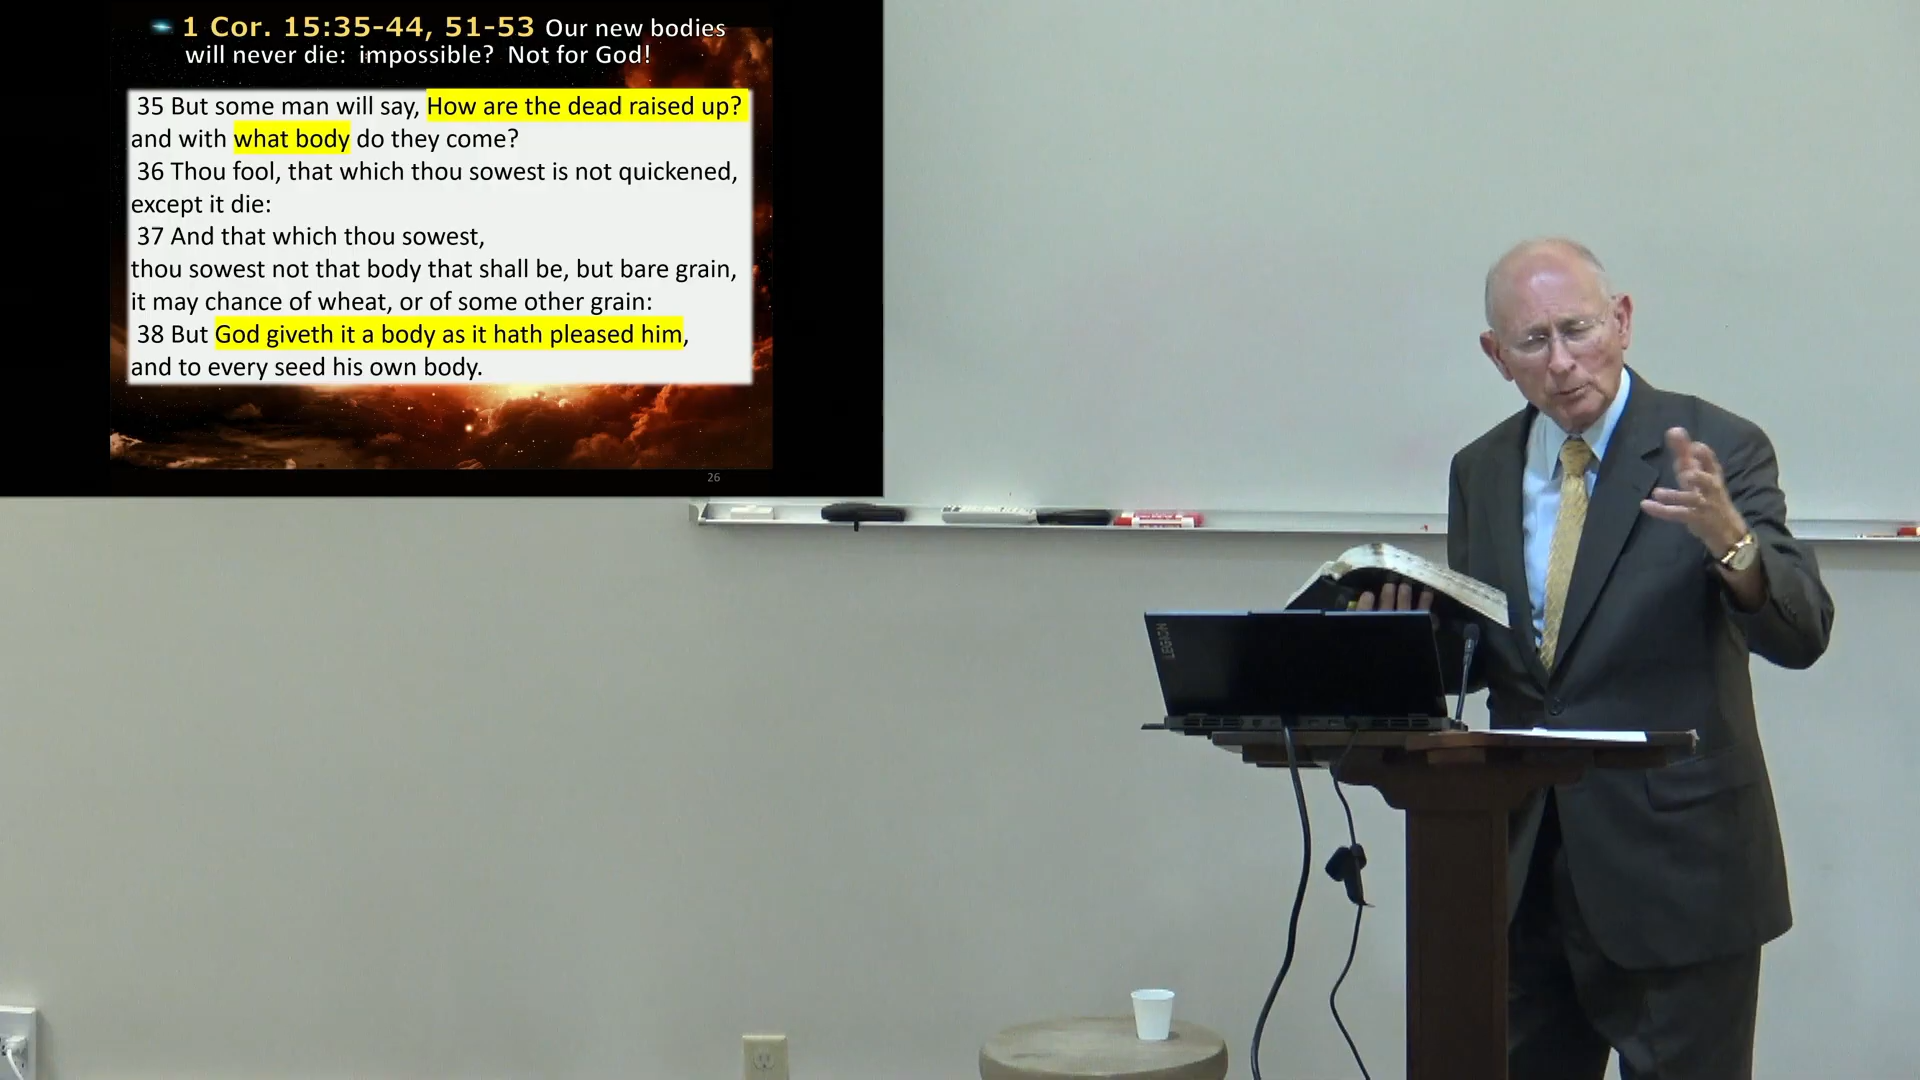 1 Cor. 15:35-44, 51-53 Our new bodies
will never die: impossible? Not for God!
35 But some man will say, How are the dead raised up?
and with what body do they come?
36 Thou fool, that which thou sowest is not quickened,
except it die:
37 And that which thou sowest,
thou sowest not that body that shall be, but bare grain,
it may chance of wheat, or of some other grain:
38 But God giveth it a body as it hath pleased him,
and to every seed his own body.
26
LEGION